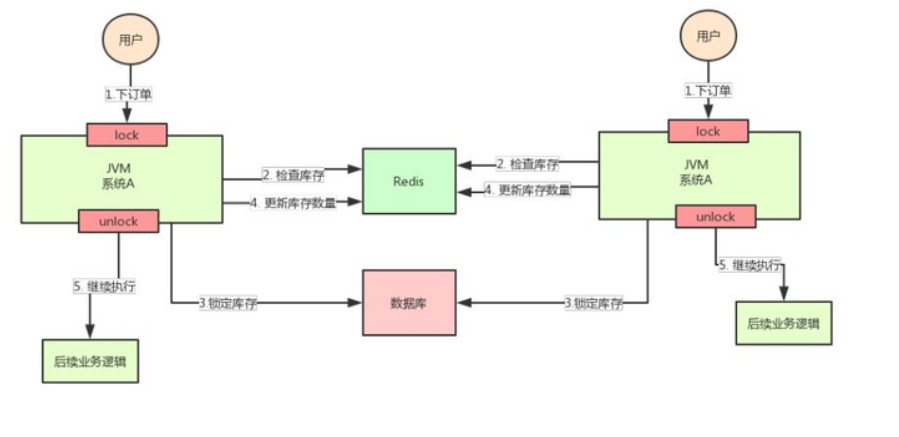 用户
用户
1.下订单
1.下订单
lock
lock
JVM
系统A
JVM
系统A
2. 检查库存
2. 检查库存
Redis
4. 更新库存数量
4. 更新库存数量
unlock
unlock
5. 继续执行
5. 继续执行
3.锁定库存
数据库
3.锁定库存
后续业务逻辑
后续业务逻辑